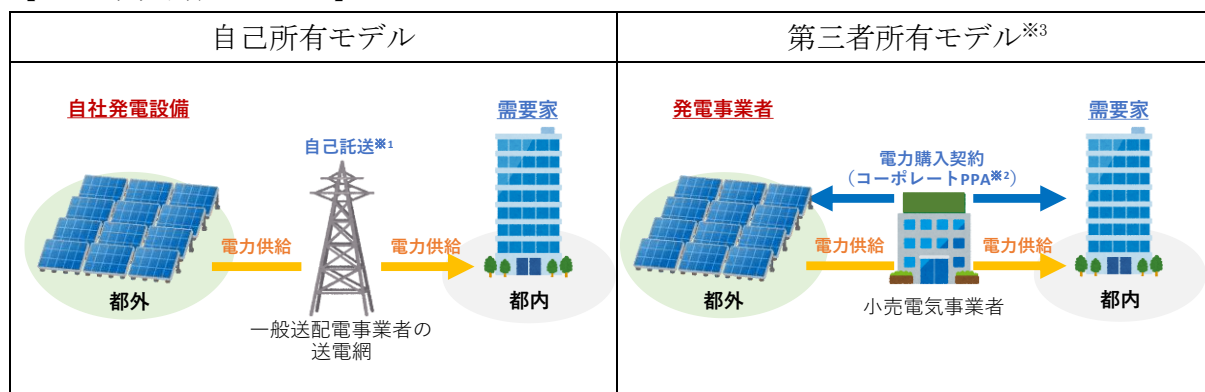 自己所有モデル
第三者所有モデル※3
自社発電設備
需要家
自己託送※1
電力供給
電力供給
都外
都内
一般送配電事業者の
送電網
発電事業者
需要家
電力購入契約
（コーポレートPPA※2）
電力供給
電力供給
都外
小売電気事業者
都内